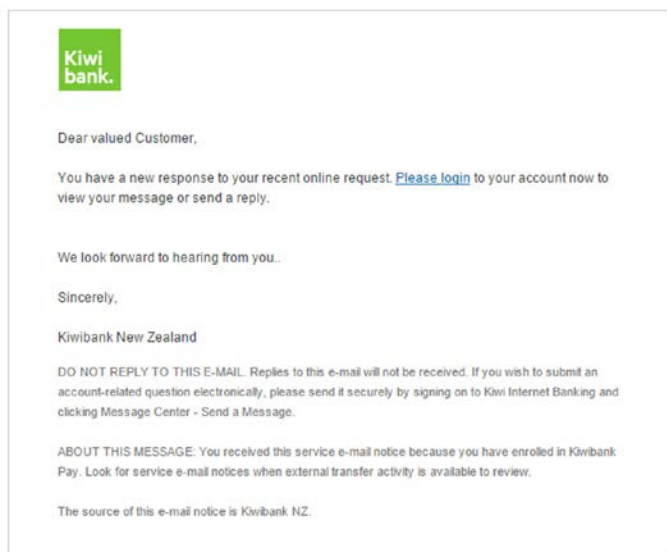 Kiwi
bank.
Dear valued Customer,
You have a new response to your recent online request. Please login to your account now to
view your message or send a reply.
We look forward to hearing from you..
Sincerely,
Kiwibank New Zealand
DO NOT REPLY TO THIS E-MAIL. Replies to this e-mail will not be received. If you wish to submit an
account-related question electronically, please send it securely by signing on to Kiwi Internet Banking and
clicking Message Center - Send a Message.
ABOUT THIS MESSAGE: You received this service e-mail notice because you have enrolled in Kiwibank
Pay. Look for service e-mail notices when external transfer activity is available to review.
The source of this e-mail notice is Kiwibank NZ.